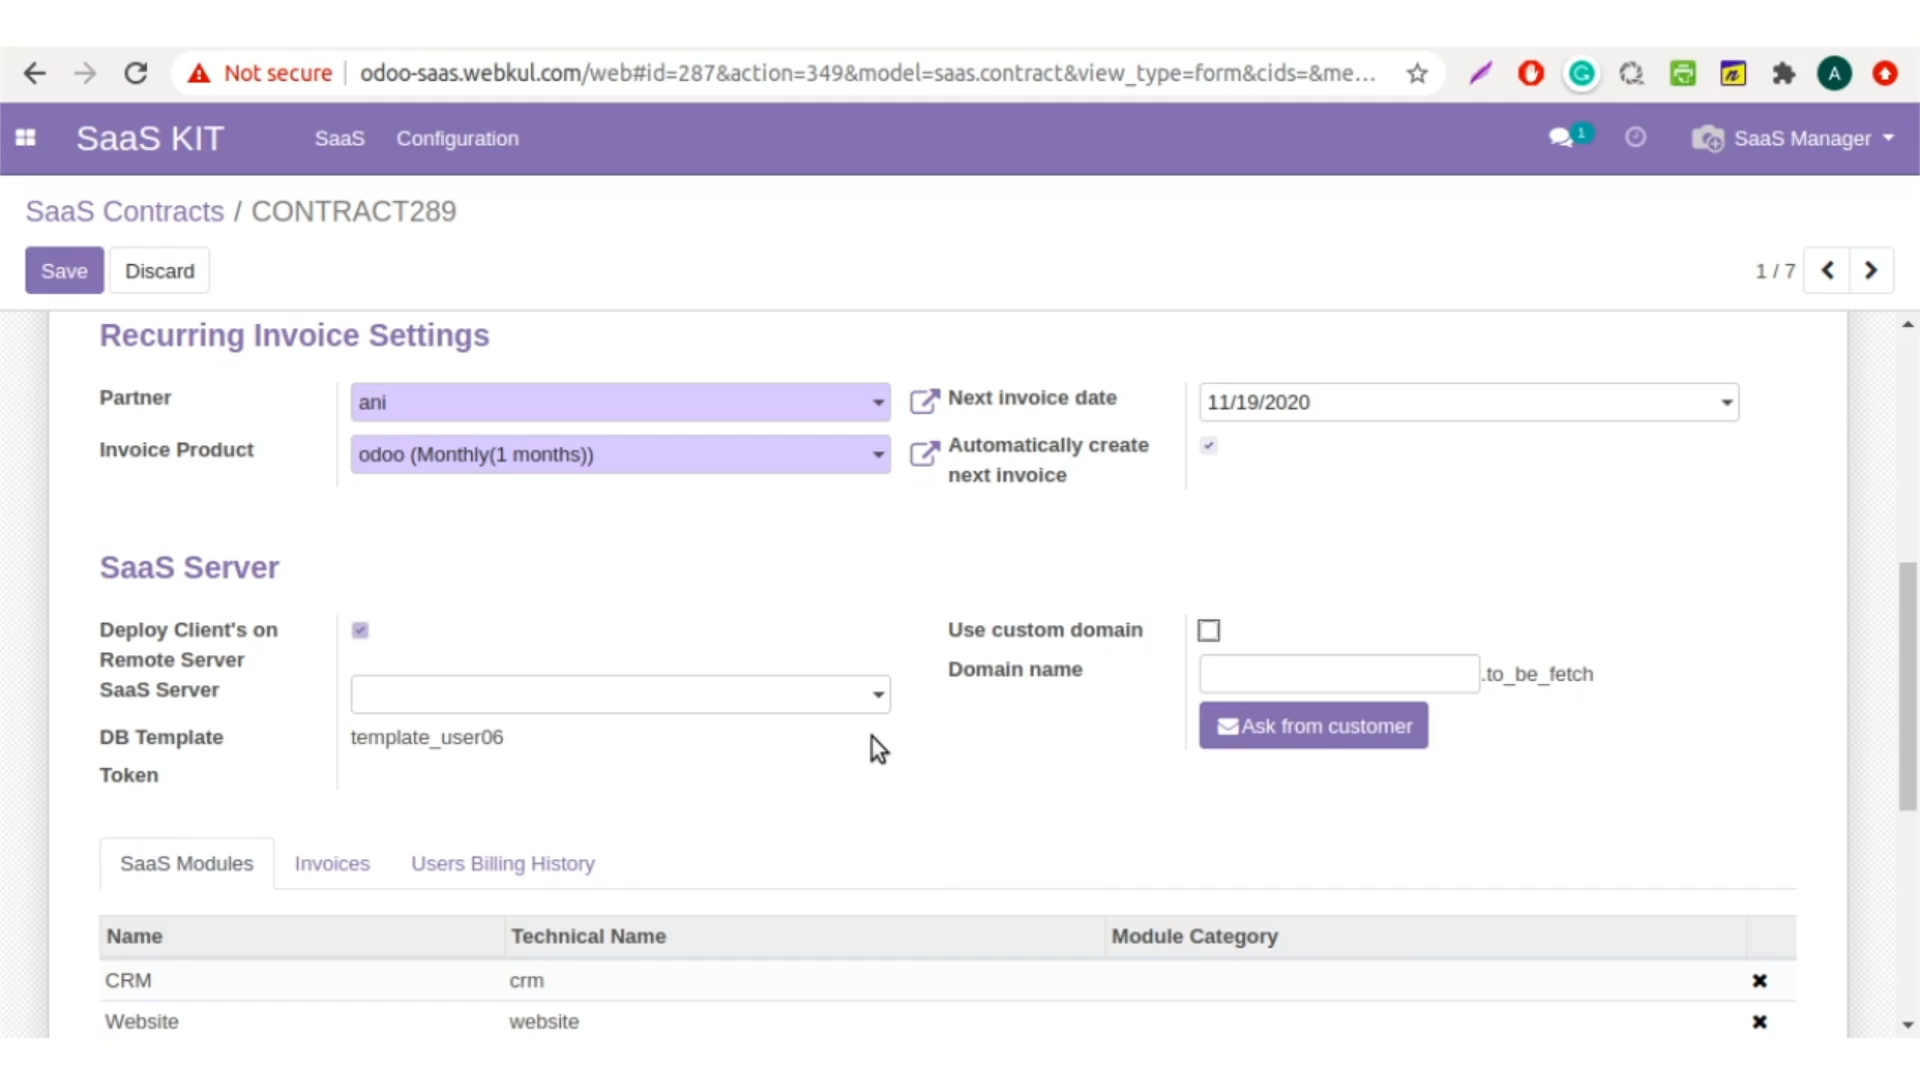 Not secure
odoo-saas.webkul.com/web#id=287&action=349&model=saas.contract&view_type=form&cids=&me...
A
SaaS KIT
SaaS
Configuration
1
SaaS Manager
SaaS Contracts / CONTRACT289
Save
Discard
1 / 7
Recurring Invoice Settings
Partner
ani
Next invoice date
11/19/2020
Invoice Product
odoo (Monthly(1 months))
Automatically create
next invoice
SaaS Server
Deploy Client's on
Remote Server
Use custom domain
SaaS Server
Domain name
.to_be_fetch
DB Template
template_user06
Ask from customer
Token
SaaS Modules
Invoices
Users Billing History
Name
Technical Name
Module Category
CRM
crm
Website
website